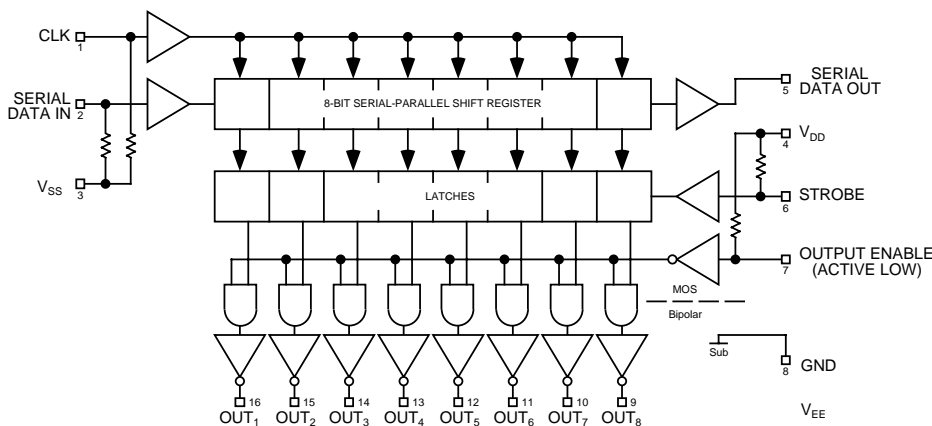 CLK
1
SERIAL
DATA IN
2
V_SS
3
8-BIT SERIAL-PARALLEL SHIFT REGISTER
LATCHES
SERIAL
DATA OUT
5
V_DD
4
STROBE
6
OUTPUT ENABLE
(ACTIVE LOW)
7
MOS
Bipolar
Sub
GND
8
V_EE
16
15
14
13
12
11
10
9
OUT_1
OUT_2
OUT_3
OUT_4
OUT_5
OUT_6
OUT_7
OUT_8